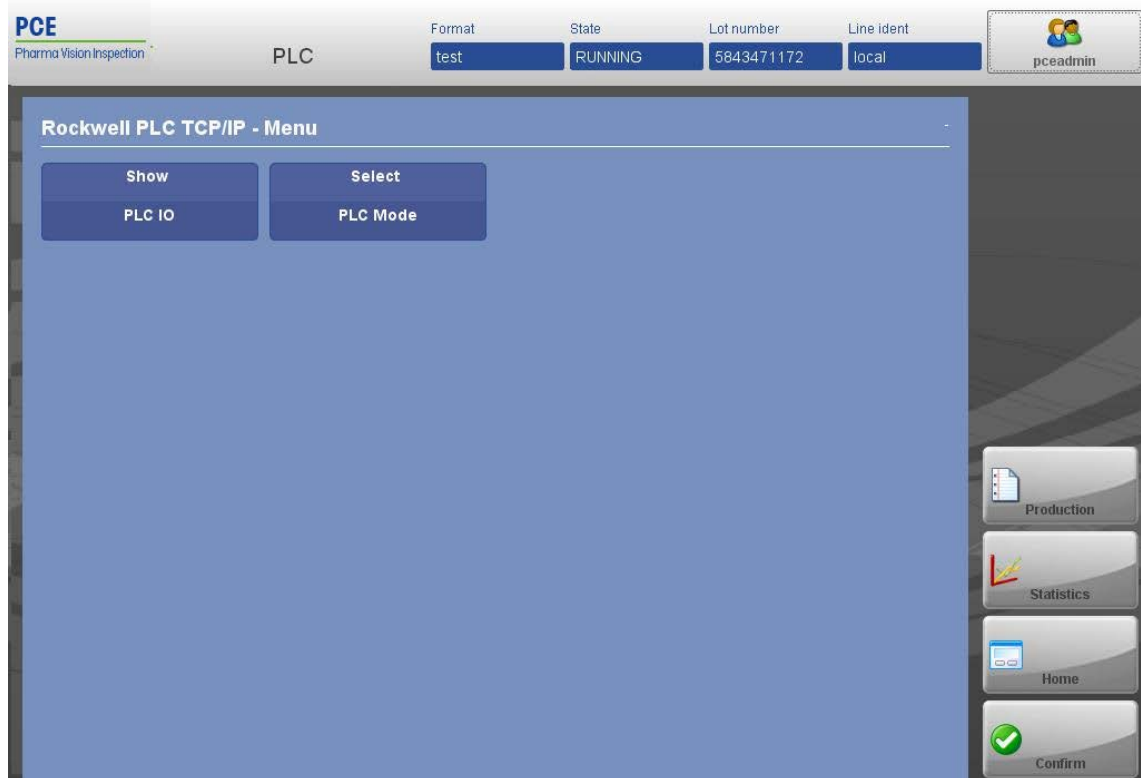 PCE
Pharma Vision Inspection
PLC
Format
State
Lot number
Line ident
test
RUNNING
5843471172
local
pceadmin
Rockwell PLC TCP/IP - Menu
-
Show
PLC IO
Select
PLC Mode
Production
Statistics
Home
Confirm